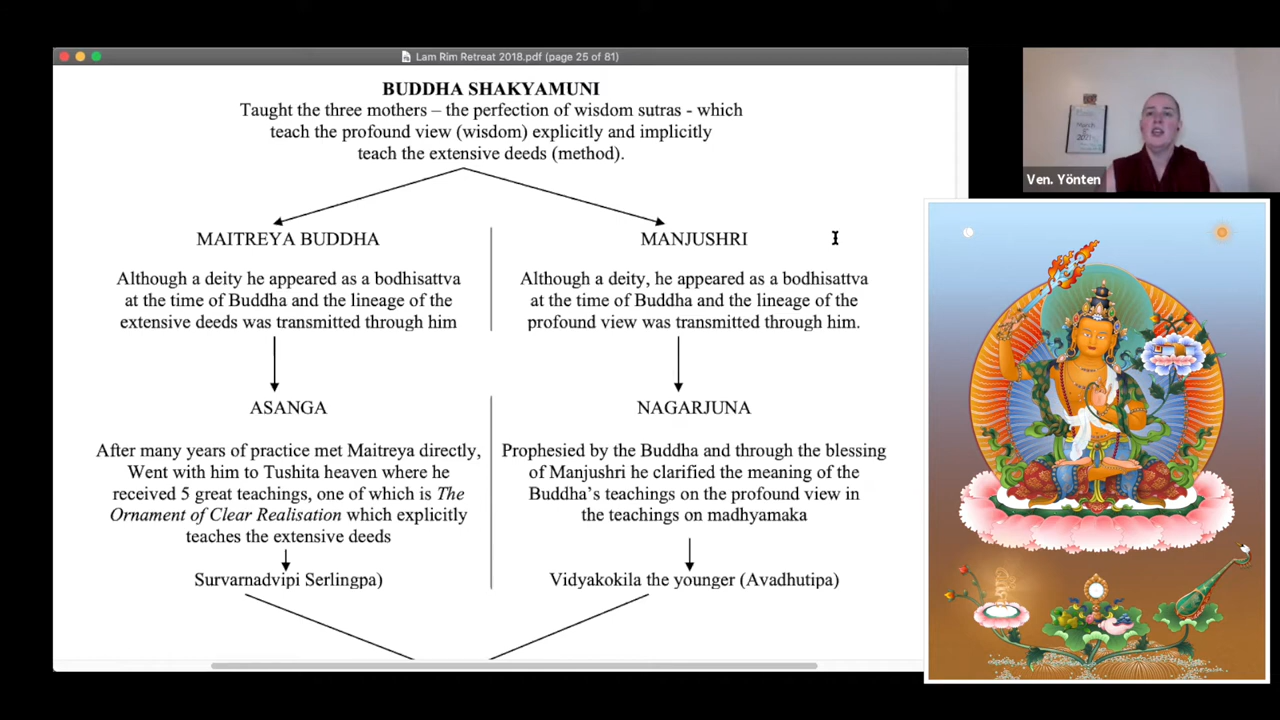 Lam Rim Retreat 2018.pdf (page 25 of 81)
BUDDHA SHAKYAMUNI
Taught the three mothers – the perfection of wisdom sutras - which
teach the profound view (wisdom) explicitly and implicitly
teach the extensive deeds (method).
MAITREYA BUDDHA
Although a deity he appeared as a bodhisattva
at the time of Buddha and the lineage of the
extensive deeds was transmitted through him
ASANGA
After many years of practice met Maitreya directly,
Went with him to Tushita heaven where he
received 5 great teachings, one of which is The
Ornament of Clear Realisation which explicitly
teaches the extensive deeds
Survarnadvipi Serlingpa)
MANJUSHRI
Although a deity, he appeared as a bodhisattva
at the time of Buddha and the lineage of the
profound view was transmitted through him.
NAGARJUNA
Prophesied by the Buddha and through the blessing
of Manjushri he clarified the meaning of the
Buddha's teachings on the profound view in
the teachings on madhyamaka
Vidyakokila the younger (Avadhutipa)
March
2021
Ven. Yönten